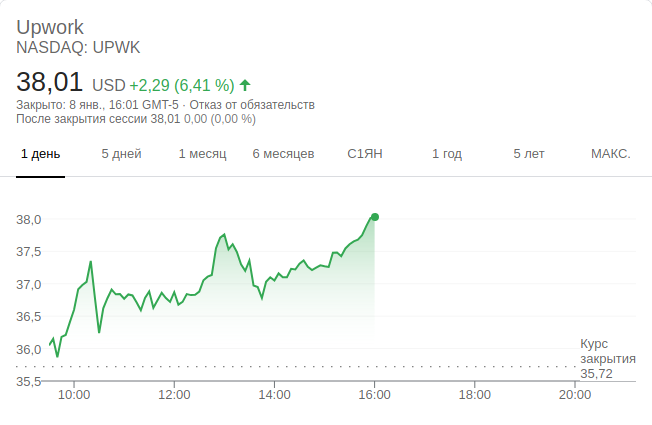 Upwork
NASDAQ: UPWK
38,01 USD +2,29 (6,41 %)
Закрыто: 8 янв., 16:01 GMT-5 · Отказ от обязательств
После закрытия сессии 38,01 0,00 (0,00 %)
1 день 5 дней 1 месяц 6 месяцев С1ЯН 1 год 5 лет МАКС.
38,0
37,5
37,0
36,5
36,0
35,5
Курс
закрытия
35,72
10:00 12:00 14:00 16:00 18:00 20:00